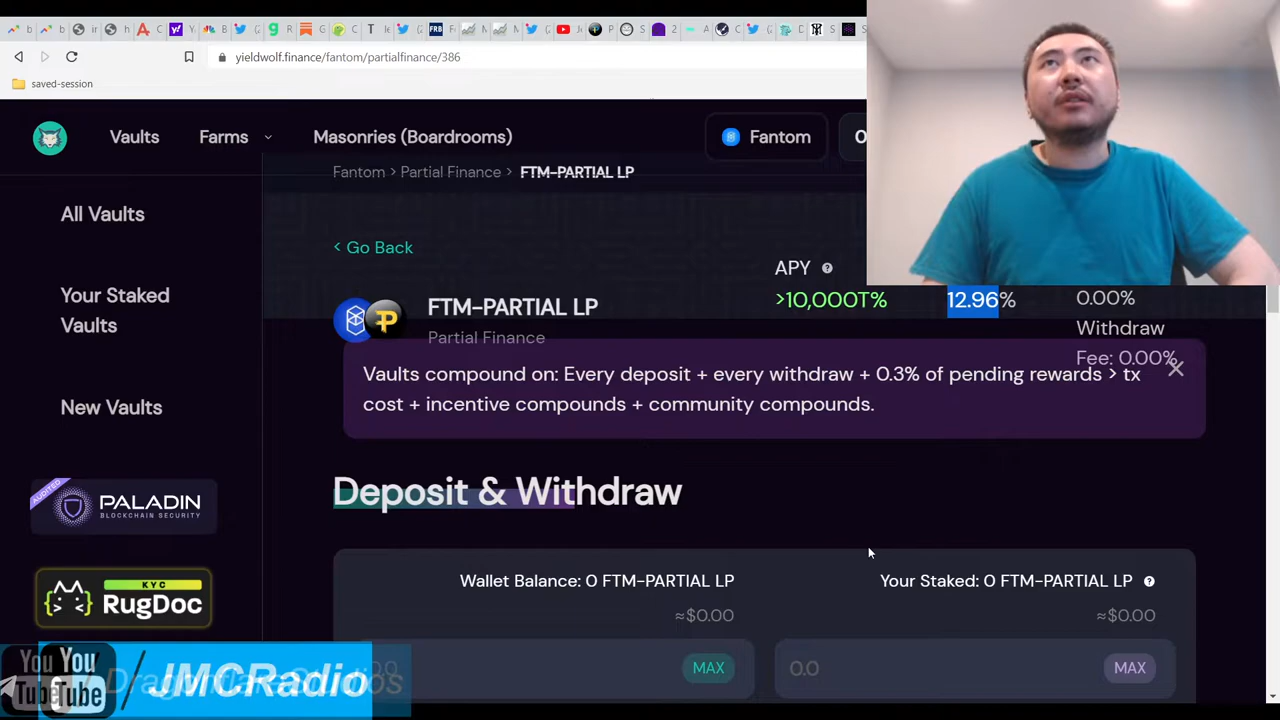 yieldwolf.finance/fantom/partialfinance/386
saved-session
Vaults
Farms
Masonries (Boardrooms)
Fantom
0
Fantom > Partial Finance > FTM-PARTIAL LP
All Vaults
< Go Back
APY
>10,000T%
12.96%
0.00%
Withdraw
Fee: 0.00%
Your Staked
Vaults
FTM-PARTIAL LP
Partial Finance
Vaults compound on: Every deposit + every withdraw + 0.3% of pending rewards > tx
cost + incentive compounds + community compounds.
New Vaults
Deposit & Withdraw
AUDITED
PALADIN
BLOCKCHAIN SECURITY
KYC
RugDoc
Wallet Balance: 0 FTM-PARTIAL LP
≈$0.00
MAX
Your Staked: 0 FTM-PARTIAL LP
≈$0.00
0.0
MAX
You You
Tube Tube
/JMCRadio